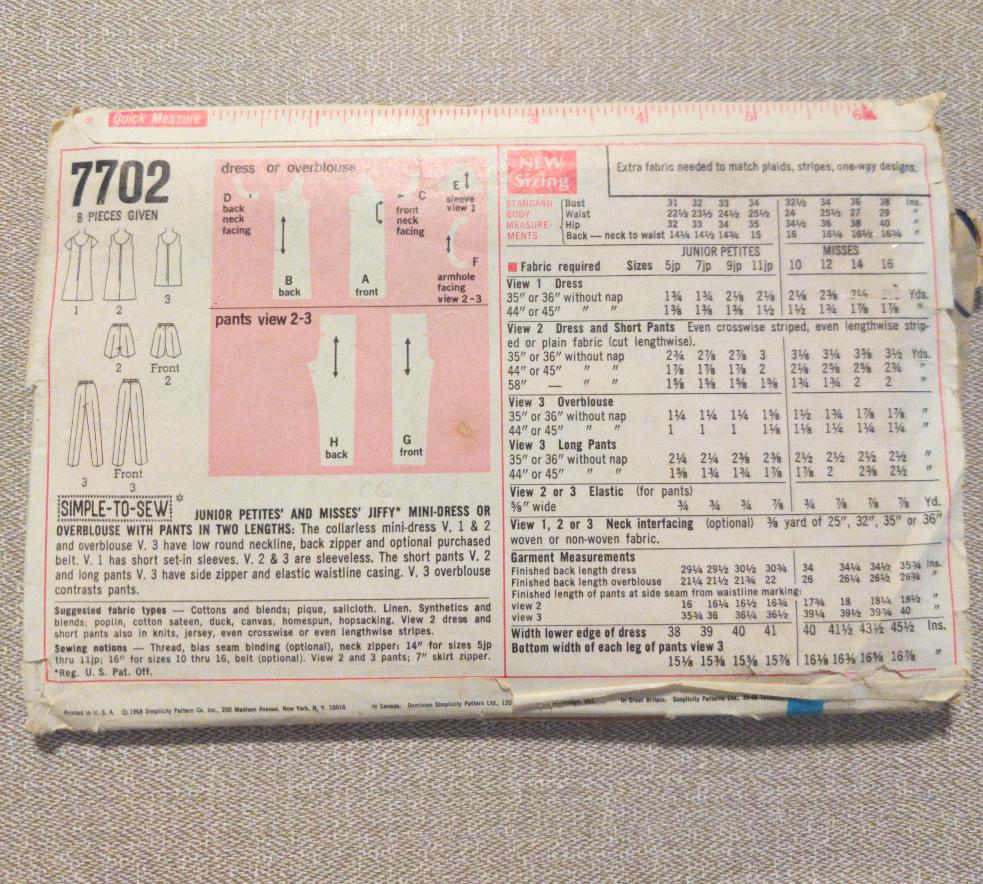 Quick Measure 2 3 4 5 6
7702
8 PIECES GIVEN
1 2 3
2 Front
2
3 Front
3
dress or overblouse
D
back
neck
facing
B
back
A
front
C
front
neck
facing
E
sleeve
view 1
F
armhole
facing
view 2-3
pants view 2-3
H
back
G
front
SIMPLE-TO-SEW* JUNIOR PETITES' AND MISSES' JIFFY* MINI-DRESS OR
OVERBLOUSE WITH PANTS IN TWO LENGTHS: The collarless mini-dress V. 1 & 2
and overblouse V. 3 have low round neckline, back zipper and optional purchased
belt. V. 1 has short set-in sleeves. V. 2 & 3 are sleeveless. The short pants V. 2
and long pants V. 3 have side zipper and elastic waistline casing. V. 3 overblouse
contrasts pants.
Suggested fabric types — Cottons and blends; pique, sailcloth. Linen. Synthetics and
blends; poplin, cotton sateen, duck, canvas, homespun, hopsacking. View 2 dress and
short pants also in knits, jersey, even crosswise or even lengthwise stripes.
Sewing notions — Thread, bias seam binding (optional), neck zipper: 14" for sizes 5jp
thru 11jp; 16" for sizes 10 thru 16, belt (optional). View 2 and 3 pants; 7" skirt zipper.
*Reg. U. S. Pat. Off.
NEW
Sizing
Extra fabric needed to match plaids, stripes, one-way designs.
STANDARD Bust 31 32 33 34 32½ 34 36 38 Ins.
BODY Waist 22½ 23½ 24½ 25½ 24 25½ 27 29 "
MEASURE- Hip 32 33 34 35 34½ 36 38 40 "
MENTS Back — neck to waist 14¼ 14½ 14¾ 15 16 16¼ 16½ 16¾ "
JUNIOR PETITES MISSES
Fabric required Sizes 5jp 7jp 9jp 11jp 10 12 14 16
View 1 Dress
35" or 36" without nap 1¾ 1¾ 2⅛ 2⅛ 2⅛ 2⅜ 2¼ Yds.
44" or 45" " " 1⅜ 1⅜ 1⅜ 1½ 1½ 1¾ 1⅞ 1⅞ "
View 2 Dress and Short Pants Even crosswise striped, even lengthwise strip-
ed or plain fabric (cut lengthwise).
35" or 36" without nap 2¾ 2⅞ 2⅞ 3 3⅛ 3¼ 3⅜ 3½ Yds.
44" or 45" " " 1⅞ 1⅞ 1⅞ 2 2⅛ 2⅝ 2⅝ 2¾ "
58" — " " 1⅝ 1⅝ 1⅝ 1⅝ 1¾ 1¾ 2 2 "
View 3 Overblouse
35" or 36" without nap 1¼ 1¼ 1¼ 1⅝ 1½ 1¾ 1⅞ 1⅞ "
44" or 45" " " 1 1 1 1⅛ 1⅛ 1¼ 1¼ 1¼ "
View 3 Long Pants
35" or 36" without nap 2¼ 2¼ 2⅜ 2⅜ 2½ 2½ 2½ 2½ "
44" or 45" " " 1⅝ 1¾ 1¾ 1⅞ 1⅞ 2 2⅜ 2½ "
View 2 or 3 Elastic (for pants)
⅝" wide ¾ ¾ ¾ ⅞ ¾ ⅞ ⅞ ⅞ Yd.
View 1, 2 or 3 Neck interfacing (optional) ⅜ yard of 25", 32", 35" or 36"
woven or non-woven fabric.
Garment Measurements
Finished back length dress 29¼ 29½ 30½ 30¾ 34 34¼ 34½ 35¾ Ins.
Finished back length overblouse 21¼ 21½ 21¾ 22 26 26¼ 26½ 26¾ "
Finished length of pants at side seam from waistline marking:
view 2 16 16¼ 16½ 16¾ 17¾ 18 18¼ 18½ "
view 3 35¾ 36 36¼ 36½ 39¼ 39½ 39¾ 40 "
Width lower edge of dress 38 39 40 41 40 41½ 43½ 45½ Ins.
Bottom width of each leg of pants view 3
15⅛ 15⅜ 15⅝ 15⅞ 16⅛ 16⅜ 16⅝ 16⅞ "
Printed in U. S. A. © 1968 Simplicity Pattern Co. Inc., 200 Madison Avenue, New York, N. Y. 10016 In Canada: Dominion Simplicity Pattern Ltd., 120 In Great Britain: Simplicity Patterns Ltd.,